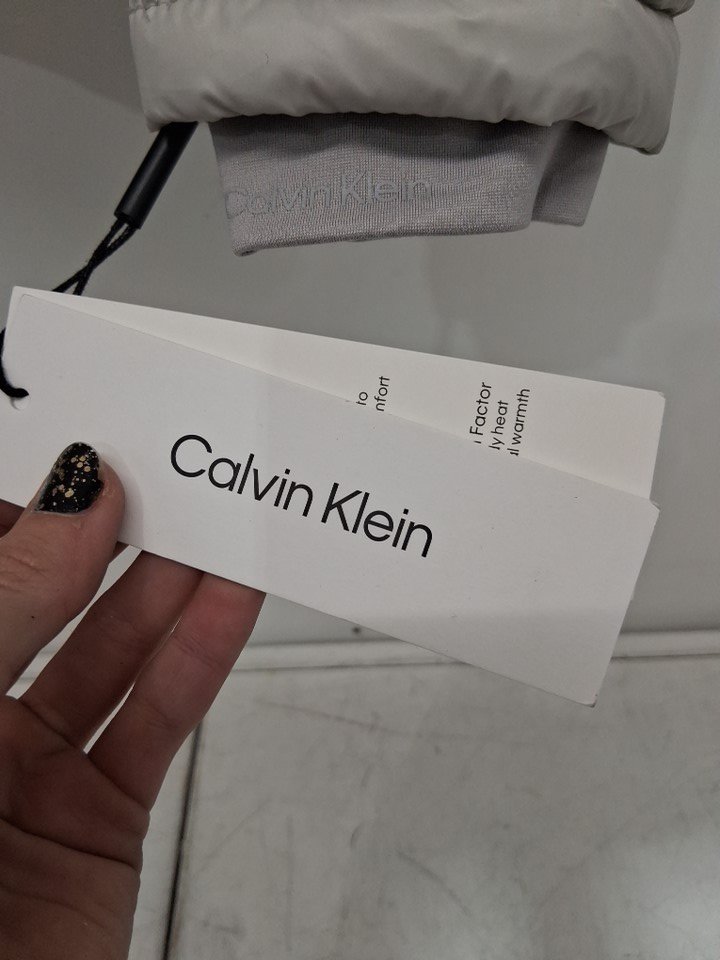 Calvin Klein
to
Factor
heat
warmth
Calvin Klein